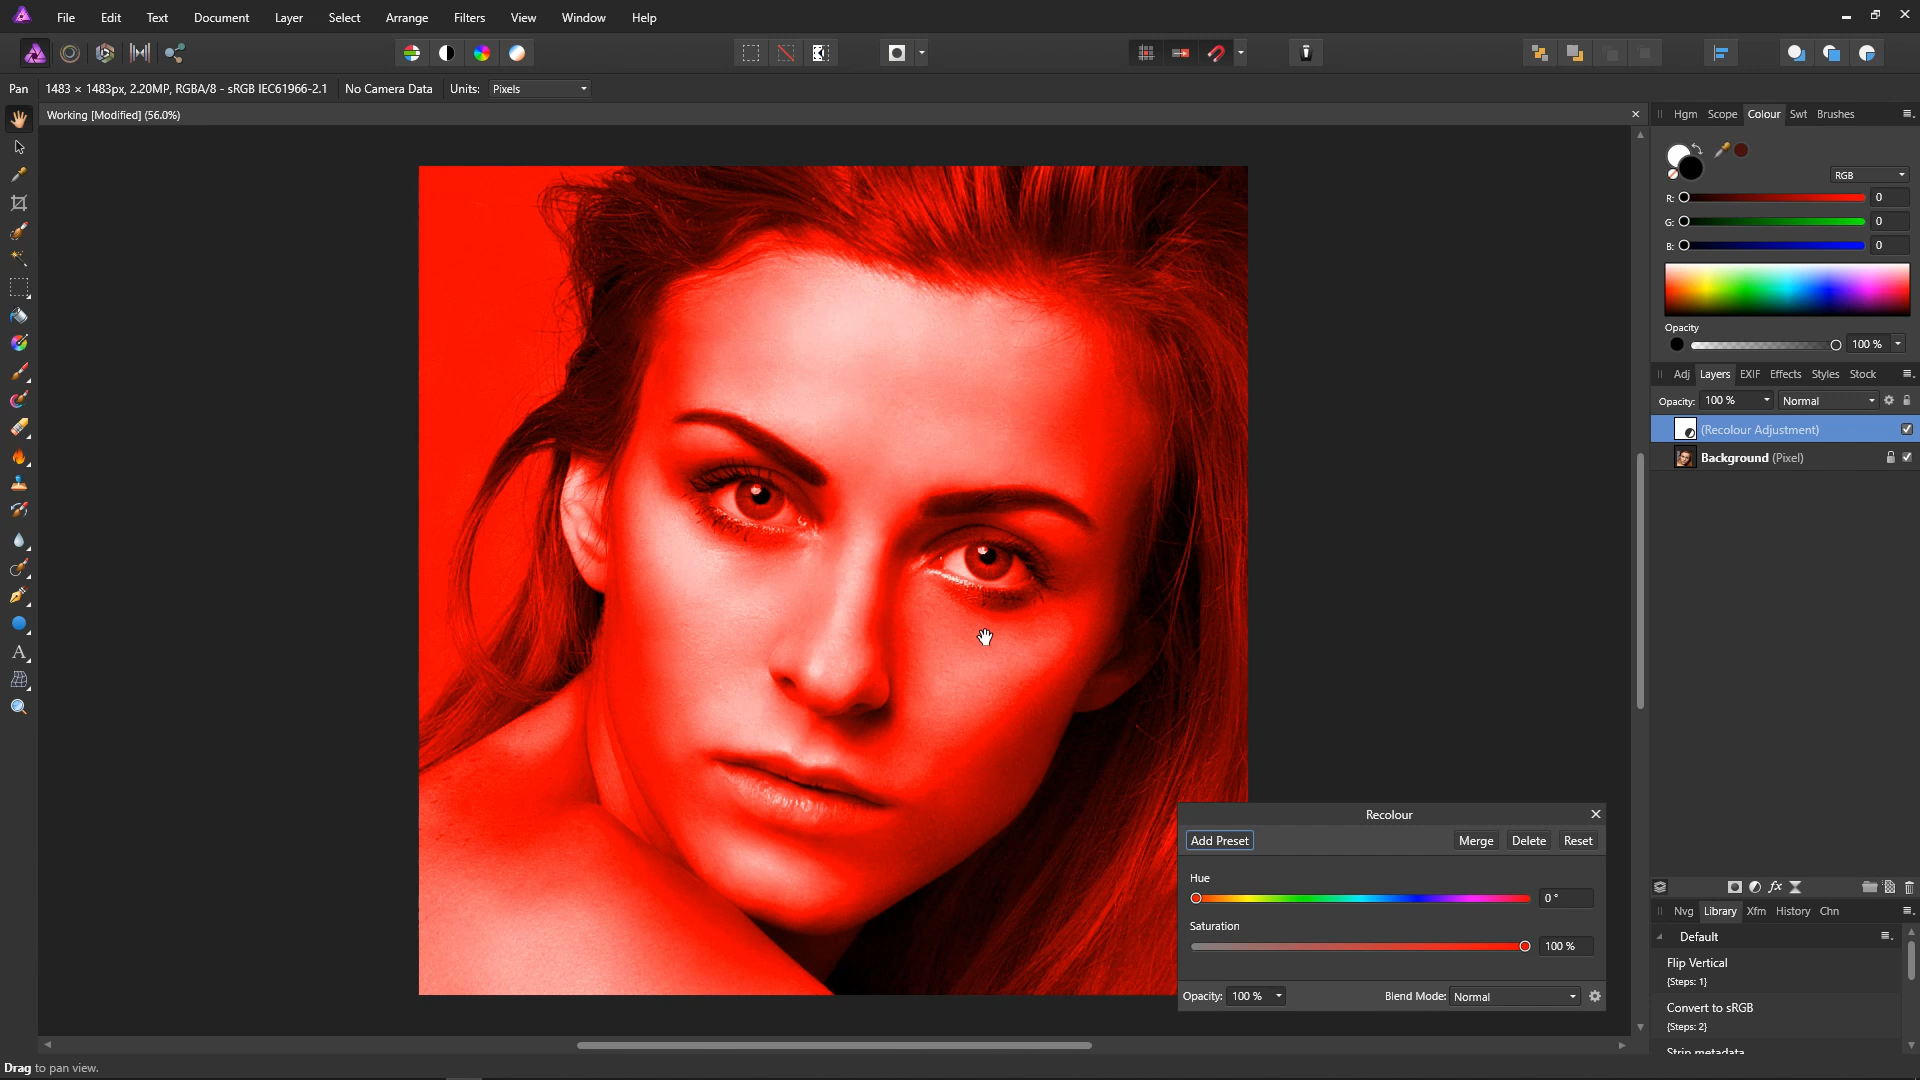 File Edit Text Document Layer Select Arrange Filters View Window Help
Pan 1483 × 1483px, 2.20MP, RGBA/8 - sRGB IEC61966-2.1 No Camera Data Units: Pixels
Working [Modified] (56.0%)
Hgm Scope Colour Swt Brushes
RGB
R: 0
G: 0
B: 0
Opacity
100 %
Adj Layers EXIF Effects Styles Stock
Opacity: 100 % Normal
(Recolour Adjustment)
Background (Pixel)
Recolour
Add Preset Merge Delete Reset
Hue
0 °
Saturation
100 %
Opacity: 100 % Blend Mode: Normal
Nvg Library Xfm History Chn
Default
Flip Vertical
{Steps: 1}
Convert to sRGB
{Steps: 2}
Strip metadata
Drag to pan view.